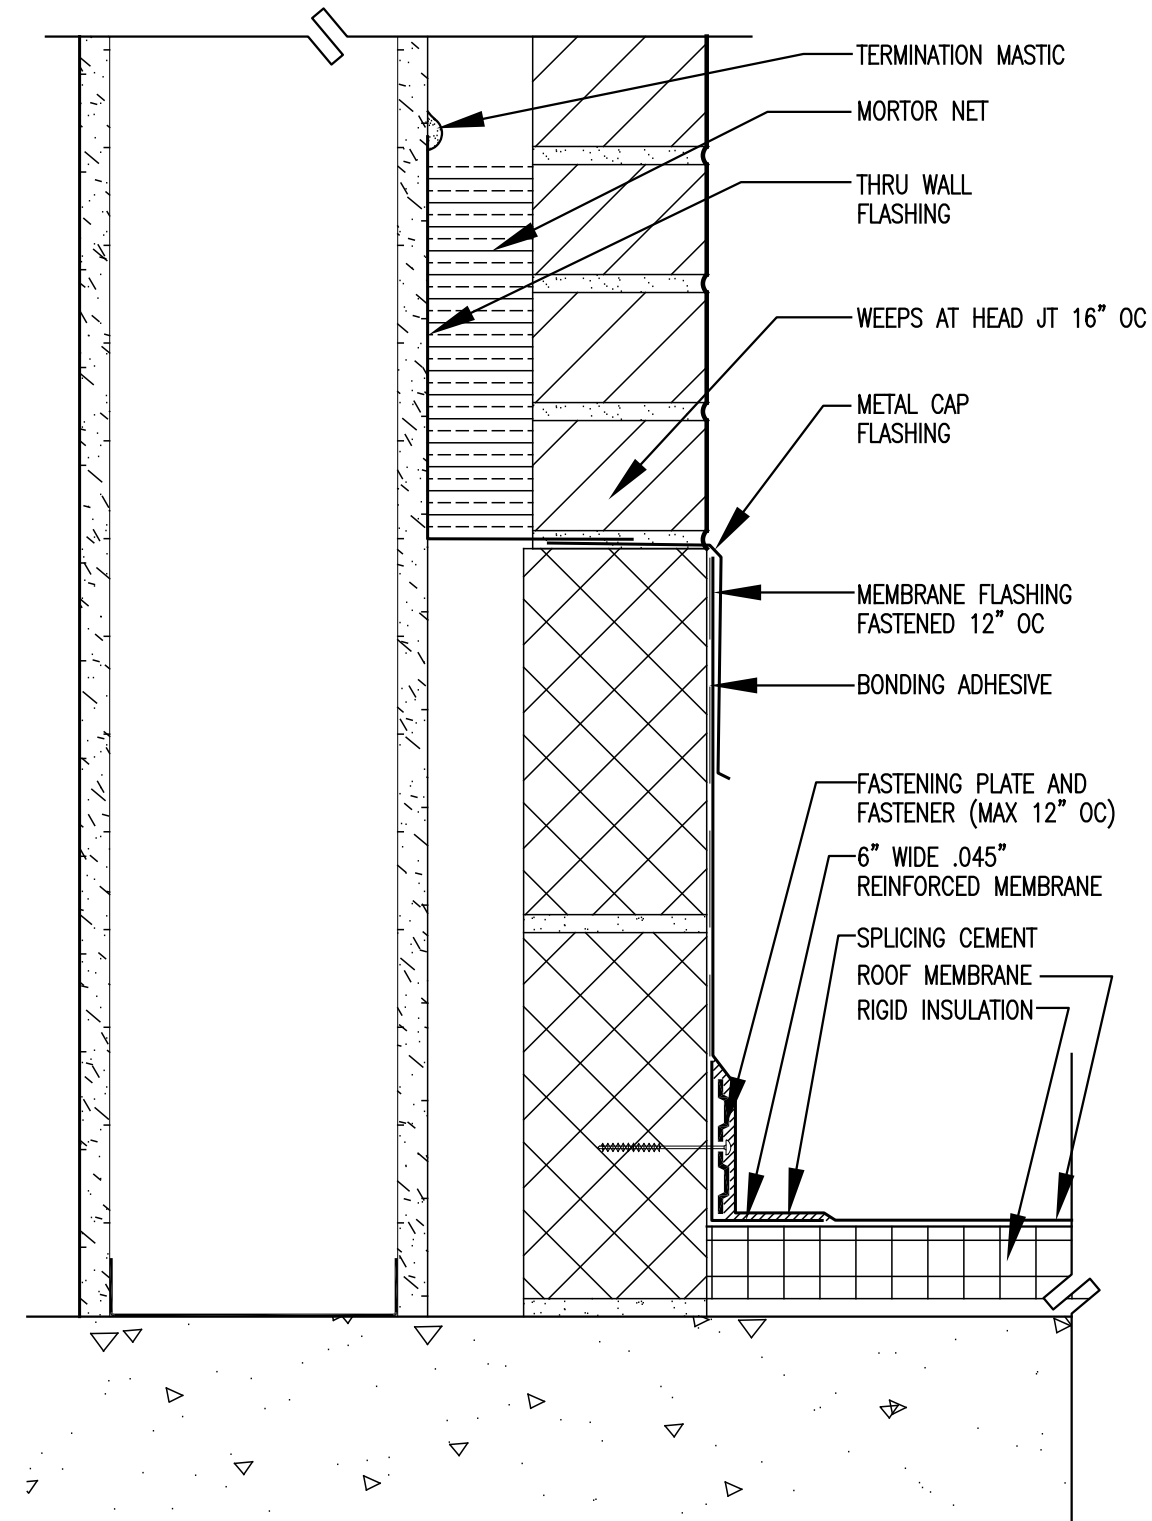 TERMINATION MASTIC
MORTOR NET
THRU WALL
FLASHING
WEEPS AT HEAD JT 16" OC
METAL CAP
FLASHING
MEMBRANE FLASHING
FASTENED 12" OC
BONDING ADHESIVE
FASTENING PLATE AND
FASTENER (MAX 12" OC)
6" WIDE .045"
REINFORCED MEMBRANE
SPLICING CEMENT
ROOF MEMBRANE
RIGID INSULATION